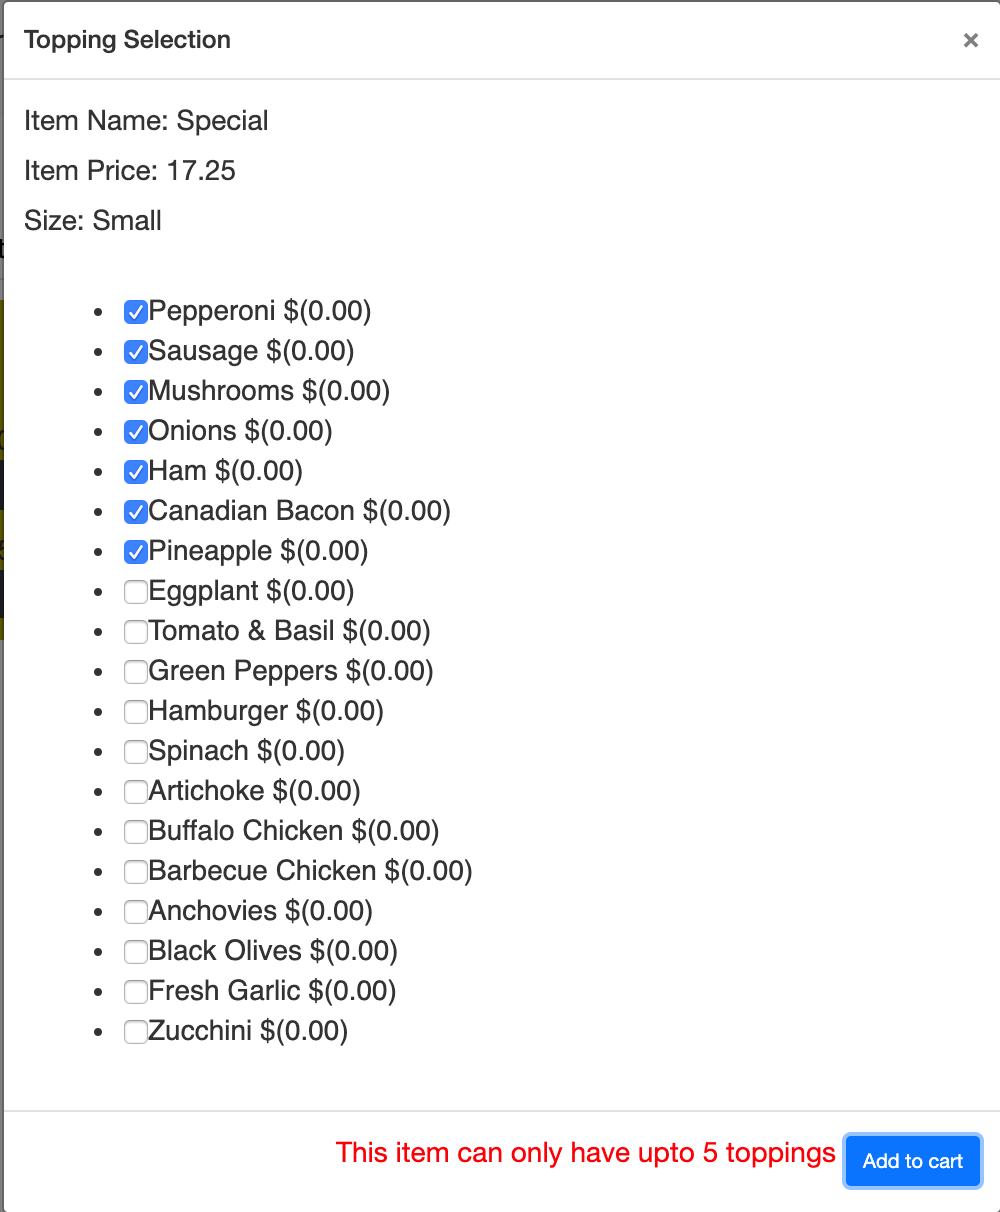 Topping Selection
×
Item Name: Special
Item Price: 17.25
Size: Small
Pepperoni $(0.00)
Sausage $(0.00)
Mushrooms $(0.00)
Onions $(0.00)
Ham $(0.00)
Canadian Bacon $(0.00)
Pineapple $(0.00)
Eggplant $(0.00)
Tomato & Basil $(0.00)
Green Peppers $(0.00)
Hamburger $(0.00)
Spinach $(0.00)
Artichoke $(0.00)
Buffalo Chicken $(0.00)
Barbecue Chicken $(0.00)
Anchovies $(0.00)
Black Olives $(0.00)
Fresh Garlic $(0.00)
Zucchini $(0.00)
This item can only have upto 5 toppings
Add to cart